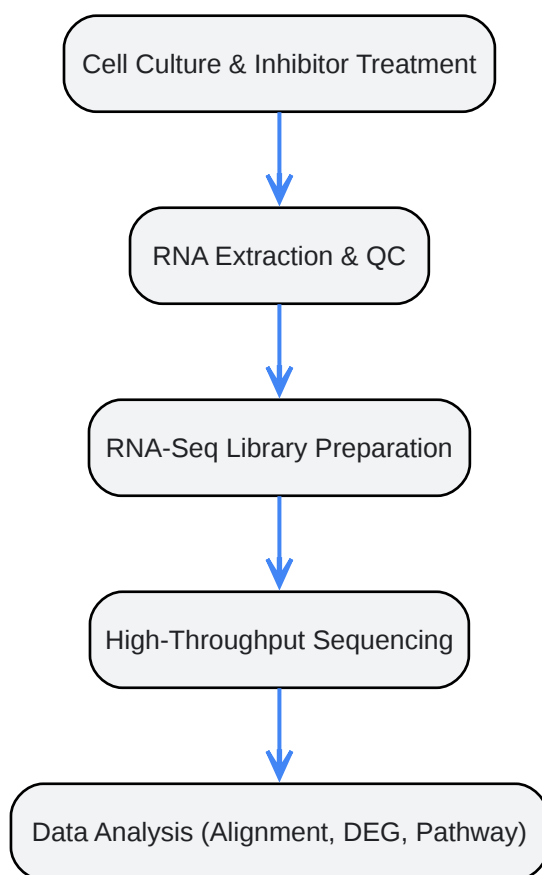 Cell Culture & Inhibitor Treatment
RNA Extraction & QC
RNA-Seq Library Preparation
High-Throughput Sequencing
Data Analysis (Alignment, DEG, Pathway)